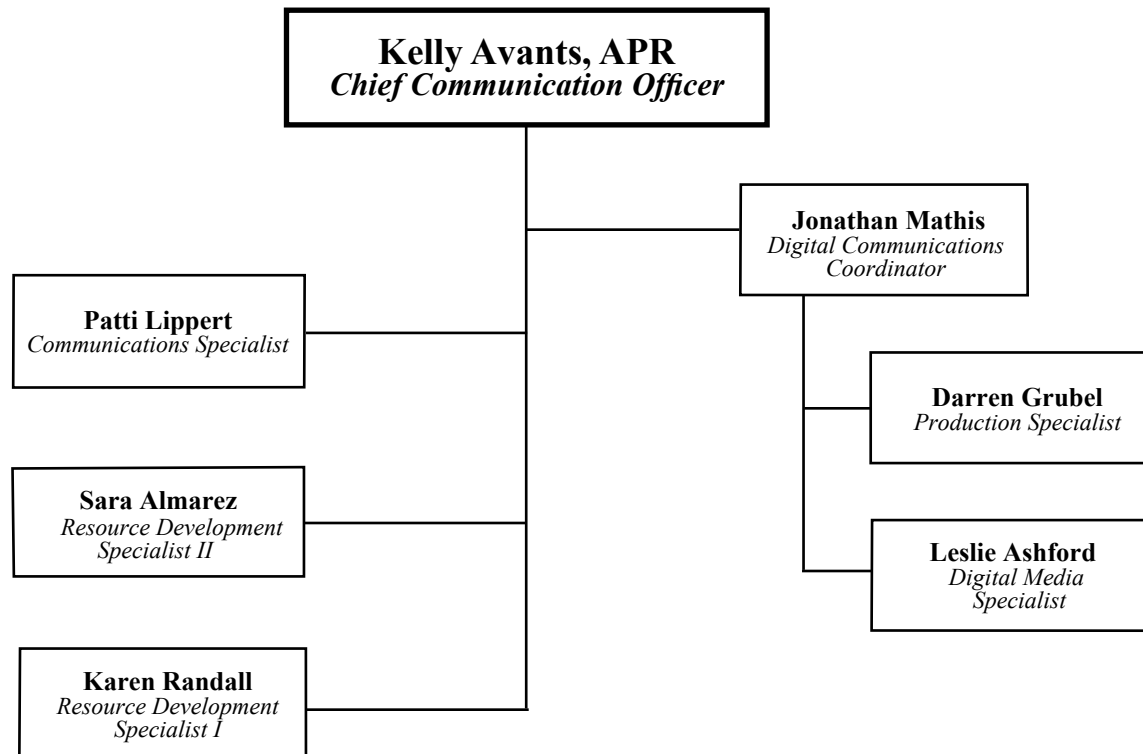 Kelly Avants, APR
Chief Communication Officer
Jonathan Mathis
Digital Communications
Coordinator
Patti Lippert
Communications Specialist
Darren Grubel
Production Specialist
Sara Almarez
Resource Development
Specialist II
Leslie Ashford
Digital Media
Specialist
Karen Randall
Resource Development
Specialist I